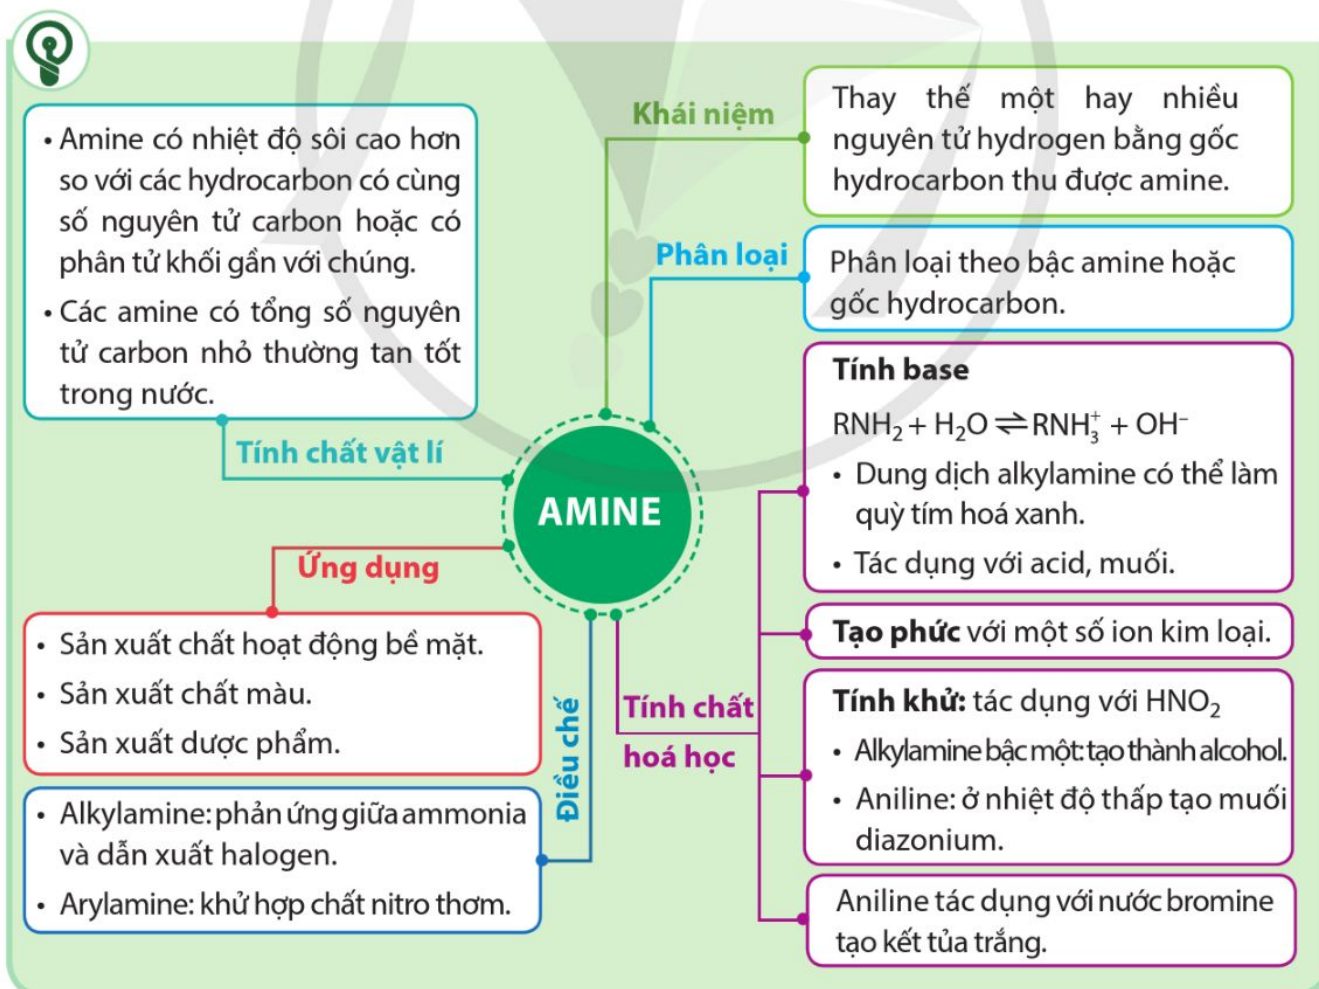 Khái niệm
Thay thế một hay nhiều
nguyên tử hydrogen bằng gốc
hydrocarbon thu được amine.
Phân loại
Phân loại theo bậc amine hoặc
gốc hydrocarbon.
• Amine có nhiệt độ sôi cao hơn
so với các hydrocarbon có cùng
số nguyên tử carbon hoặc có
phân tử khối gần với chúng.
• Các amine có tổng số nguyên
tử carbon nhỏ thường tan tốt
trong nước.
Tính chất vật lí
AMINE
Tính base
RNH₂ + H₂O ⇌ RNH₃⁺ + OH⁻
• Dung dịch alkylamine có thể làm
quỳ tím hoá xanh.
• Tác dụng với acid, muối.
Tạo phức với một số ion kim loại.
Tính khử: tác dụng với HNO₂
• Alkylamine bậc một: tạo thành alcohol.
• Aniline: ở nhiệt độ thấp tạo muối
diazonium.
Aniline tác dụng với nước bromine
tạo kết tủa trắng.
Tính chất
hoá học
Ứng dụng
• Sản xuất chất hoạt động bề mặt.
• Sản xuất chất màu.
• Sản xuất dược phẩm.
Điều chế
• Alkylamine: phản ứng giữa ammonia
và dẫn xuất halogen.
• Arylamine: khử hợp chất nitro thơm.